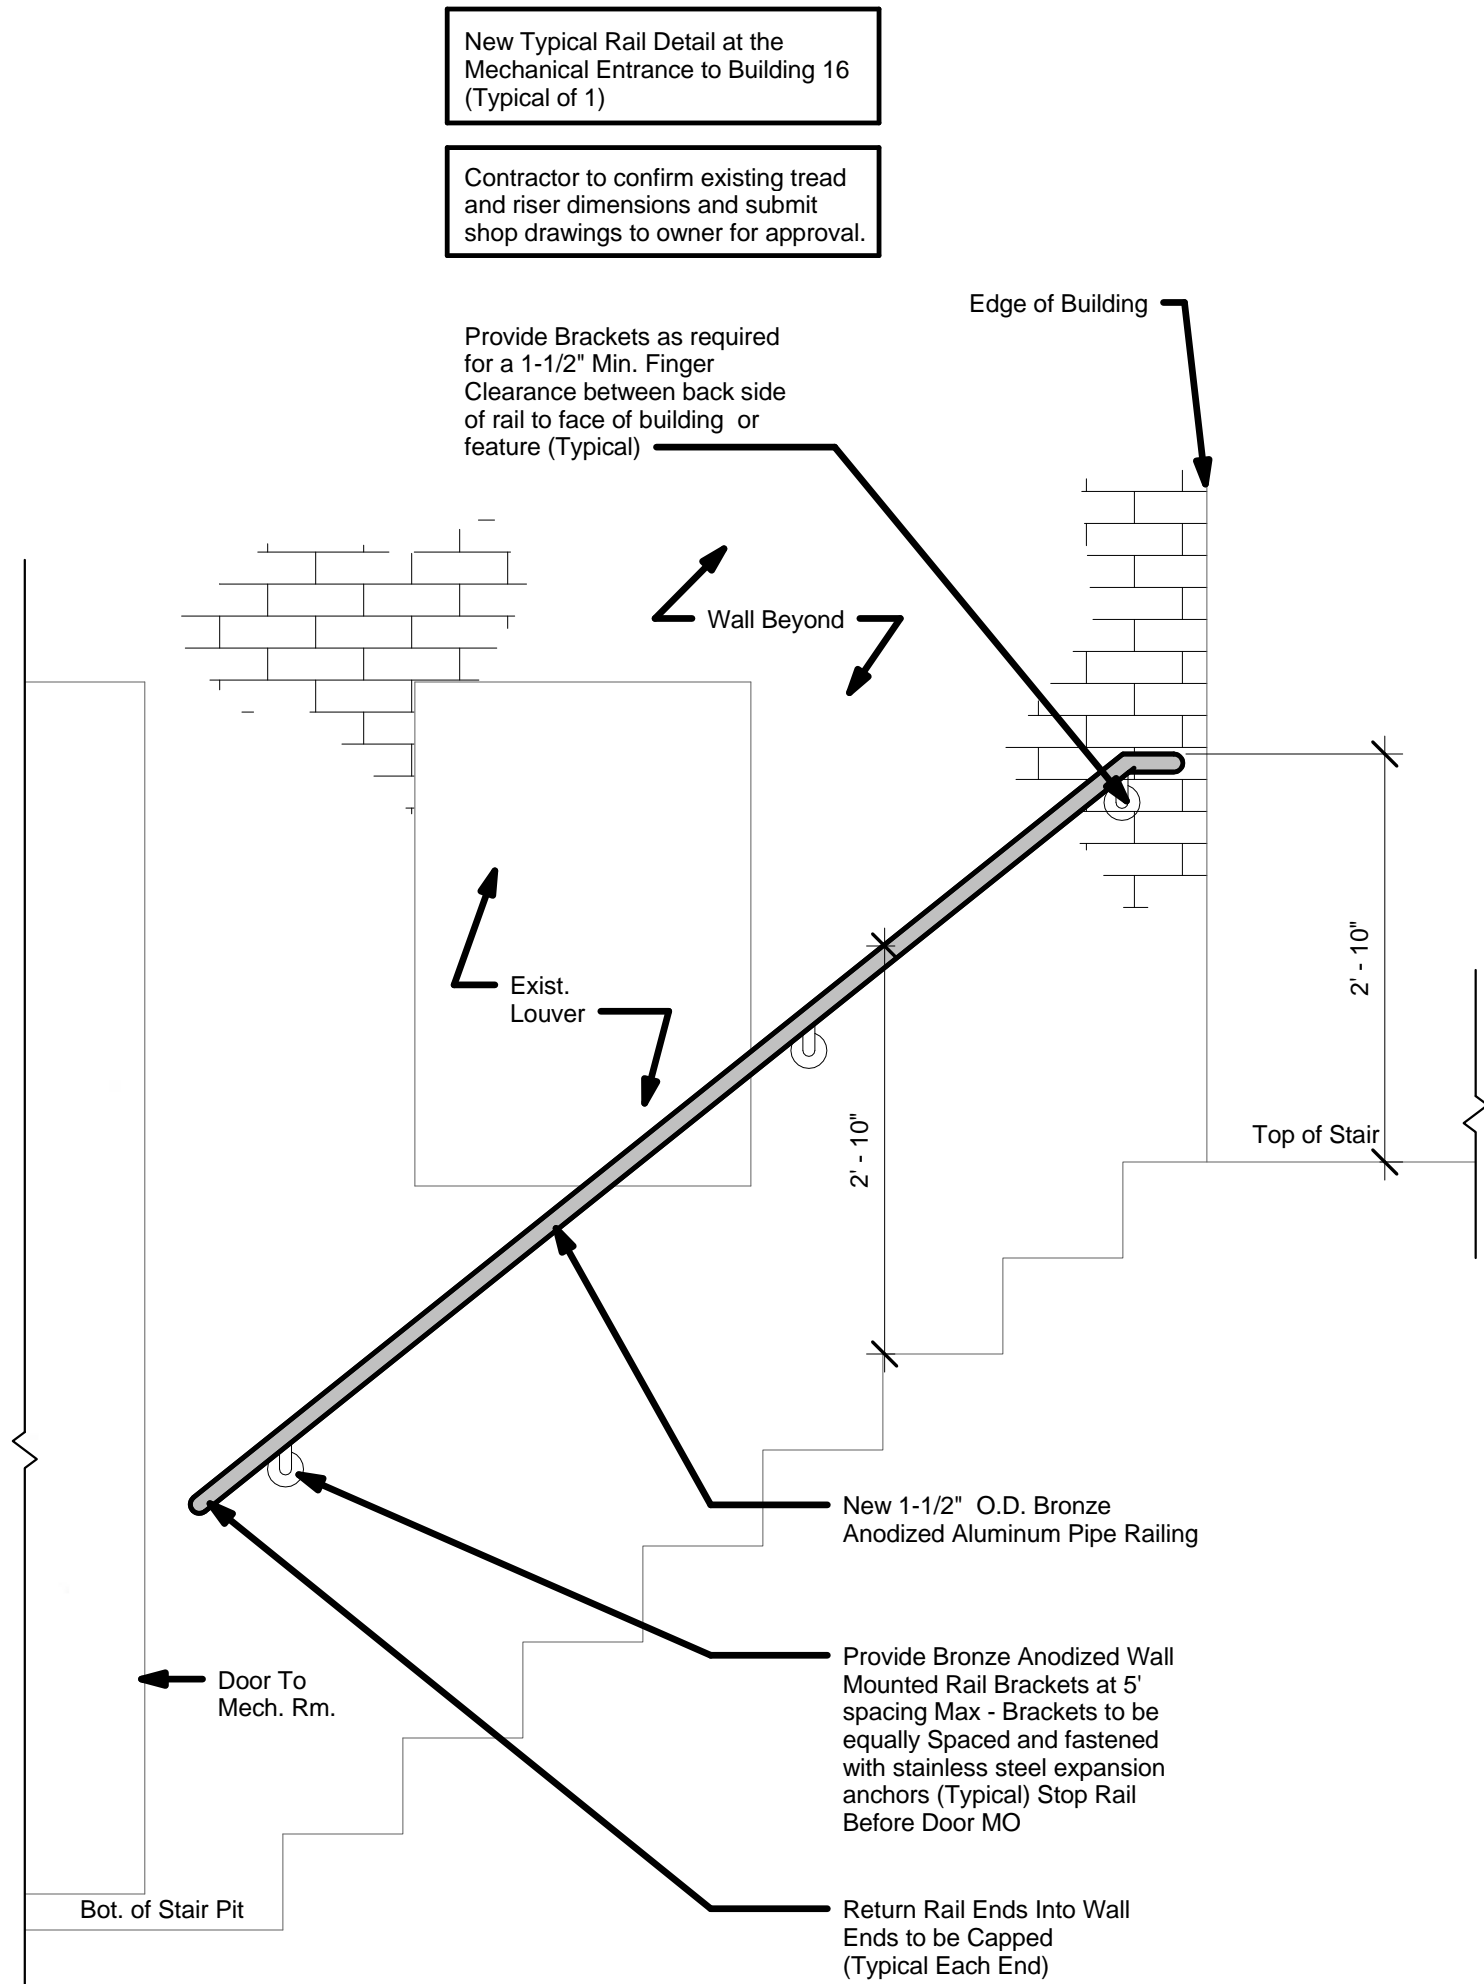 New Typical Rail Detail at the
Mechanical Entrance to Building 16
(Typical of 1)
Contractor to confirm existing tread
and riser dimensions and submit
shop drawings to owner for approval.
Edge of Building
Provide Brackets as required
for a 1-1/2" Min. Finger
Clearance between back side
of rail to face of building or
feature (Typical)
Wall Beyond
Exist.
Louver
2' - 10"
2' - 10"
Top of Stair
New 1-1/2" O.D. Bronze
Anodized Aluminum Pipe Railing
Provide Bronze Anodized Wall
Mounted Rail Brackets at 5'
spacing Max - Brackets to be
equally Spaced and fastened
with stainless steel expansion
anchors (Typical) Stop Rail
Before Door MO
Door To
Mech. Rm.
Bot. of Stair Pit
Return Rail Ends Into Wall
Ends to be Capped
(Typical Each End)